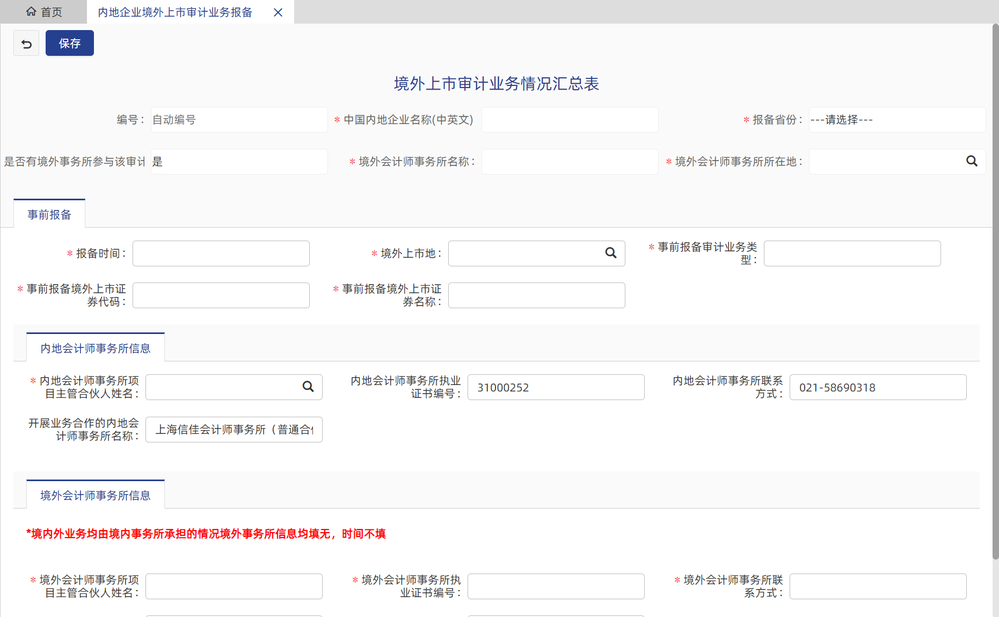 首页
内地企业境外上市审计业务报备
保存
境外上市审计业务情况汇总表
编号：
自动编号
* 中国内地企业名称(中英文)
* 报备省份：
---请选择---
是否有境外事务所参与该审计
是
* 境外会计师事务所名称：
* 境外会计师事务所所在地：
事前报备
* 报备时间：
* 境外上市地：
* 事前报备审计业务类
型：
* 事前报备境外上市证
券代码：
* 事前报备境外上市证
券名称：
内地会计师事务所信息
* 内地会计师事务所项
目主管合伙人姓名：
内地会计师事务所执业
证书编号：
31000252
内地会计师事务所联系
方式：
021-58690318
开展业务合作的内地会
计师事务所名称：
上海信佳会计师事务所（普通合
境外会计师事务所信息
*境内外业务均由境内事务所承担的情况境外事务所信息均填无，时间不填
* 境外会计师事务所项
目主管合伙人姓名：
* 境外会计师事务所执
业证书编号：
* 境外会计师事务所联
系方式：